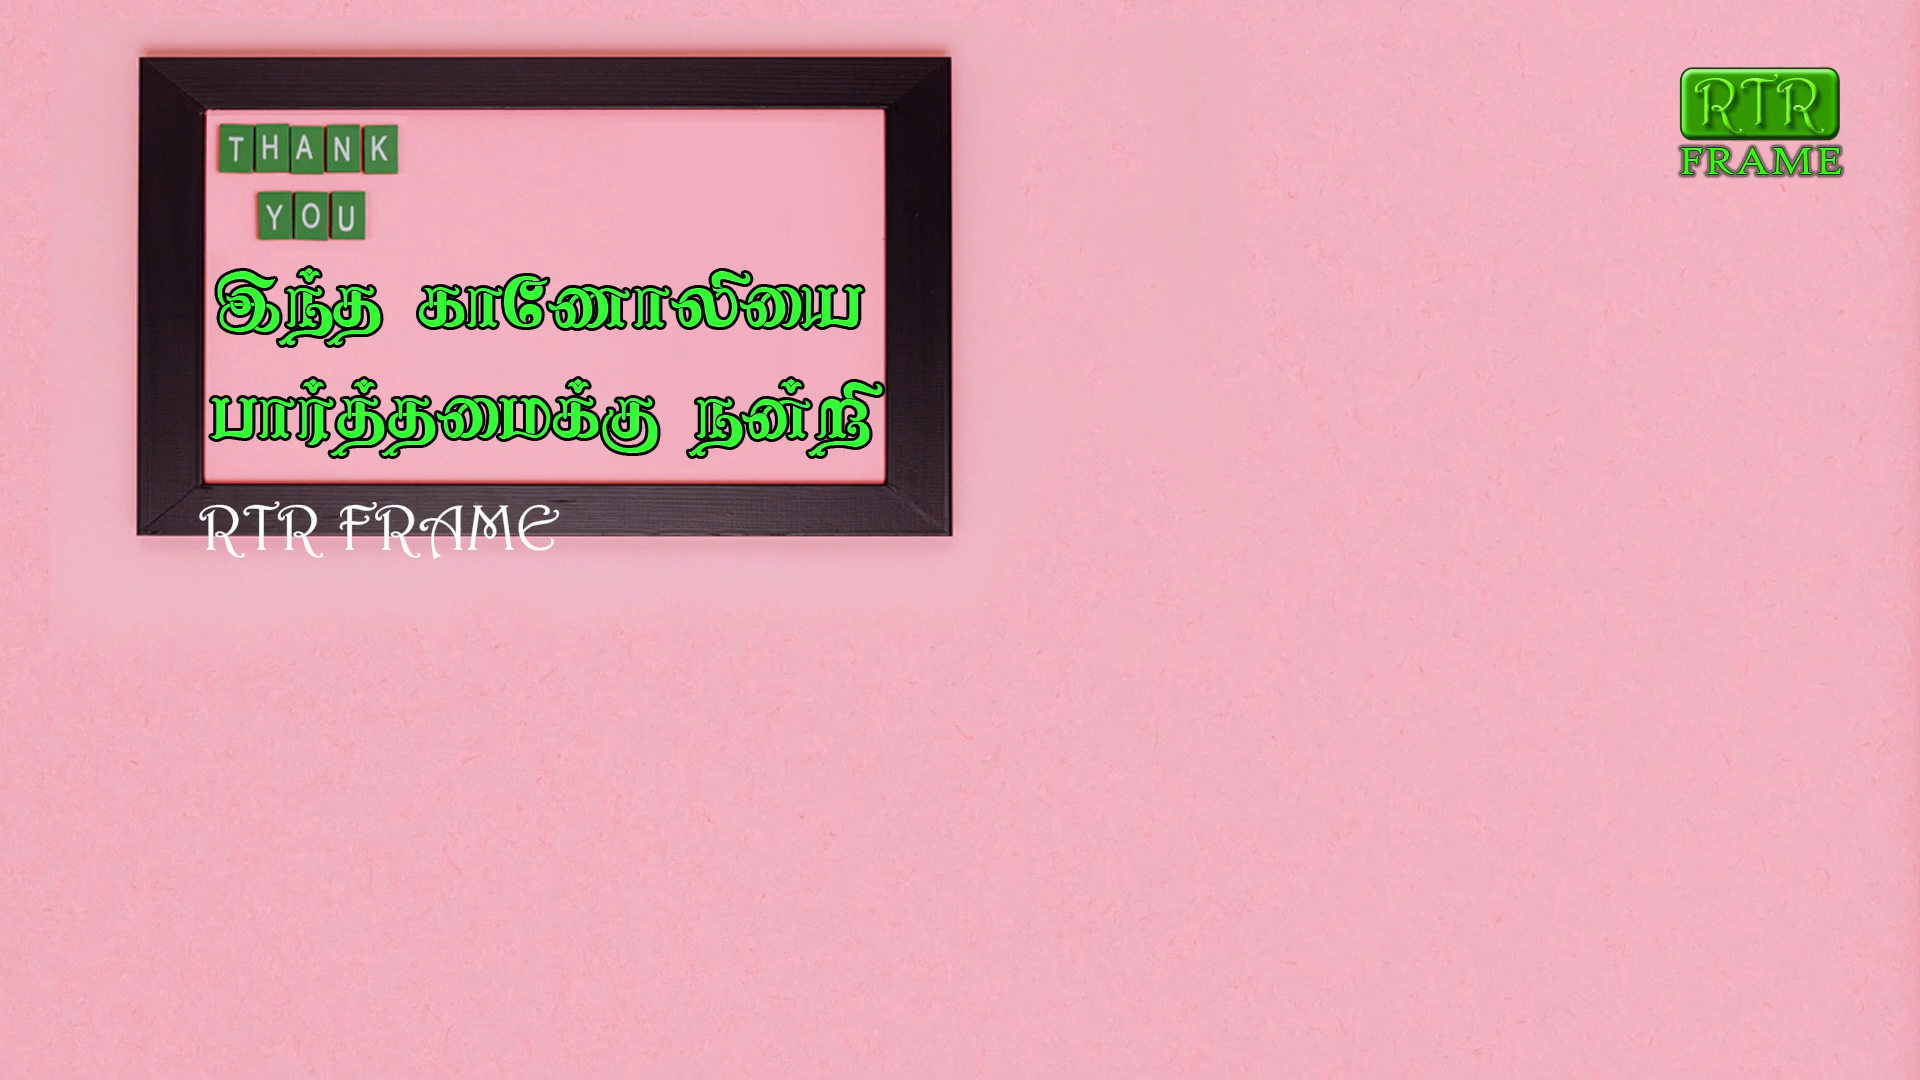 THANK
YOU
இந்த காணொலியை
பார்த்தமைக்கு நன்றி
RTR FRAME
RTR
FRAME